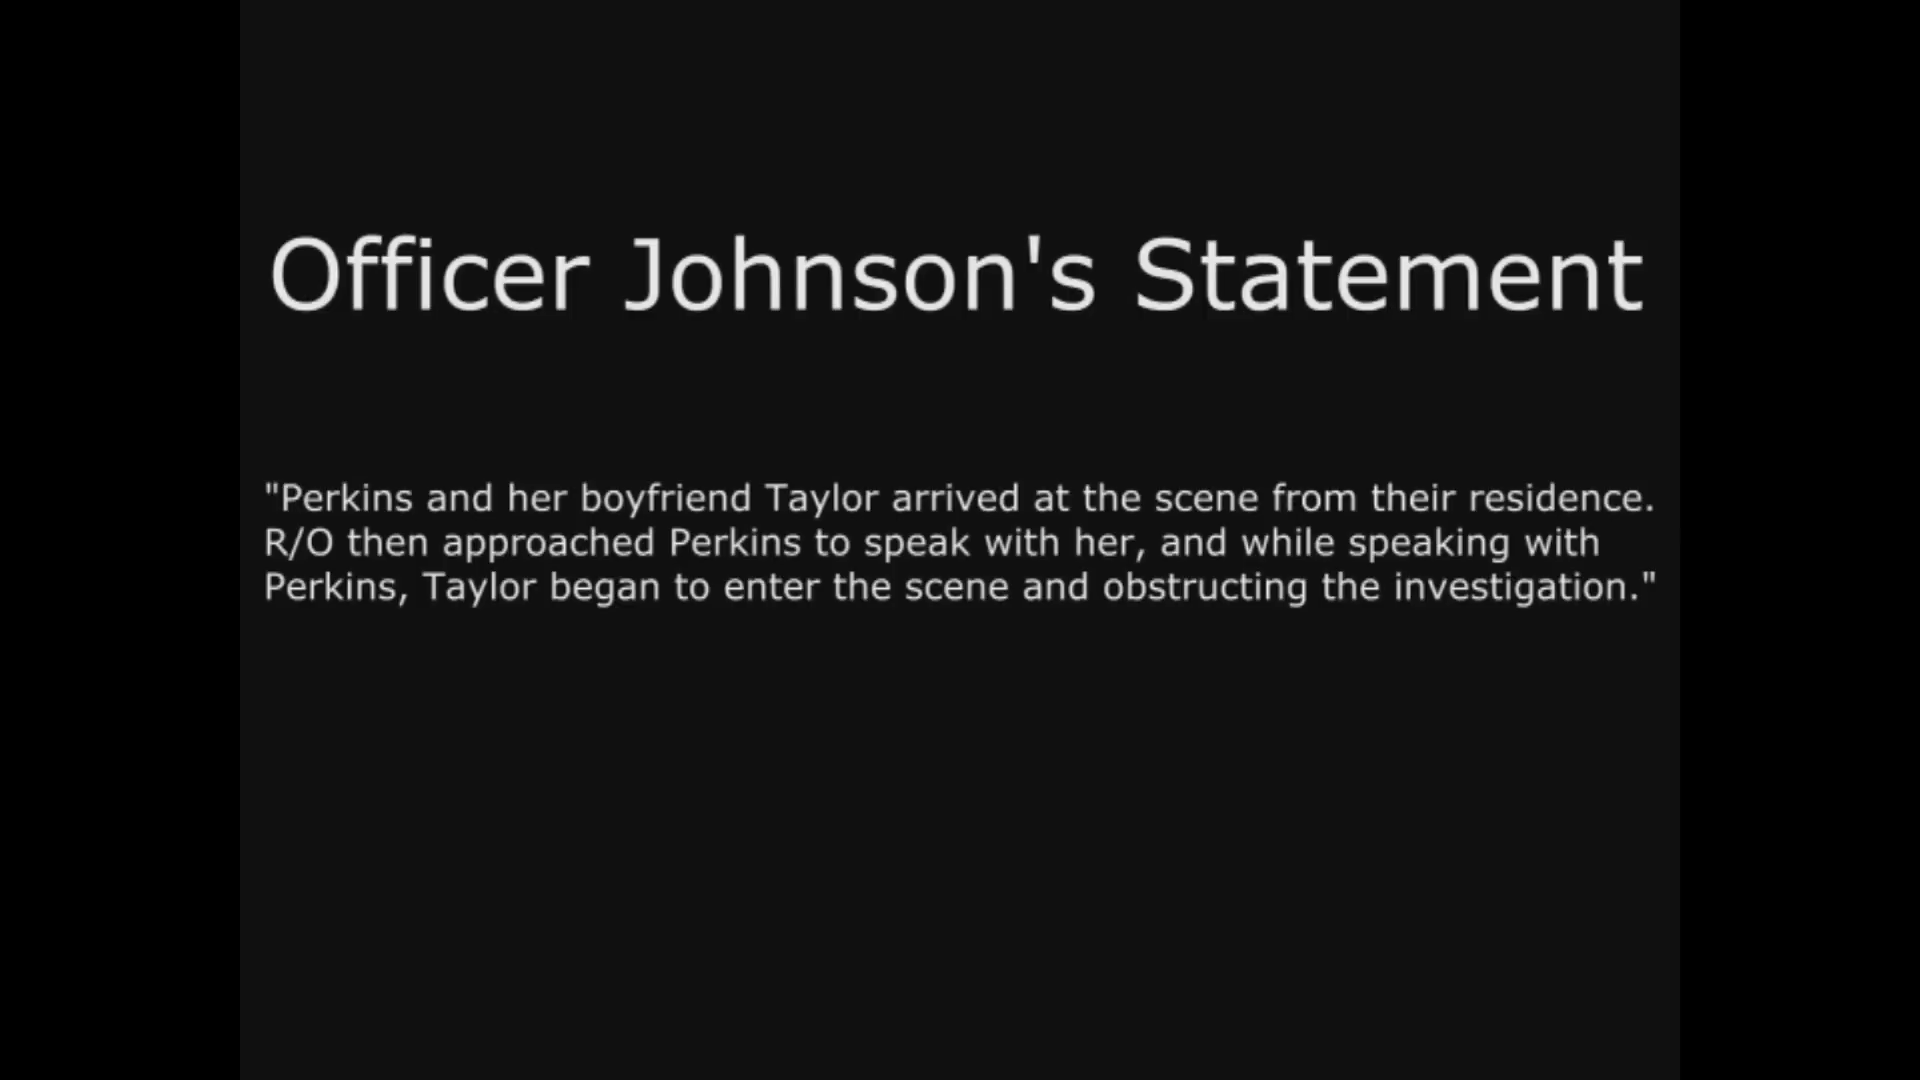 Officer Johnson's Statement
"Perkins and her boyfriend Taylor arrived at the scene from their residence.
R/O then approached Perkins to speak with her, and while speaking with
Perkins, Taylor began to enter the scene and obstructing the investigation."